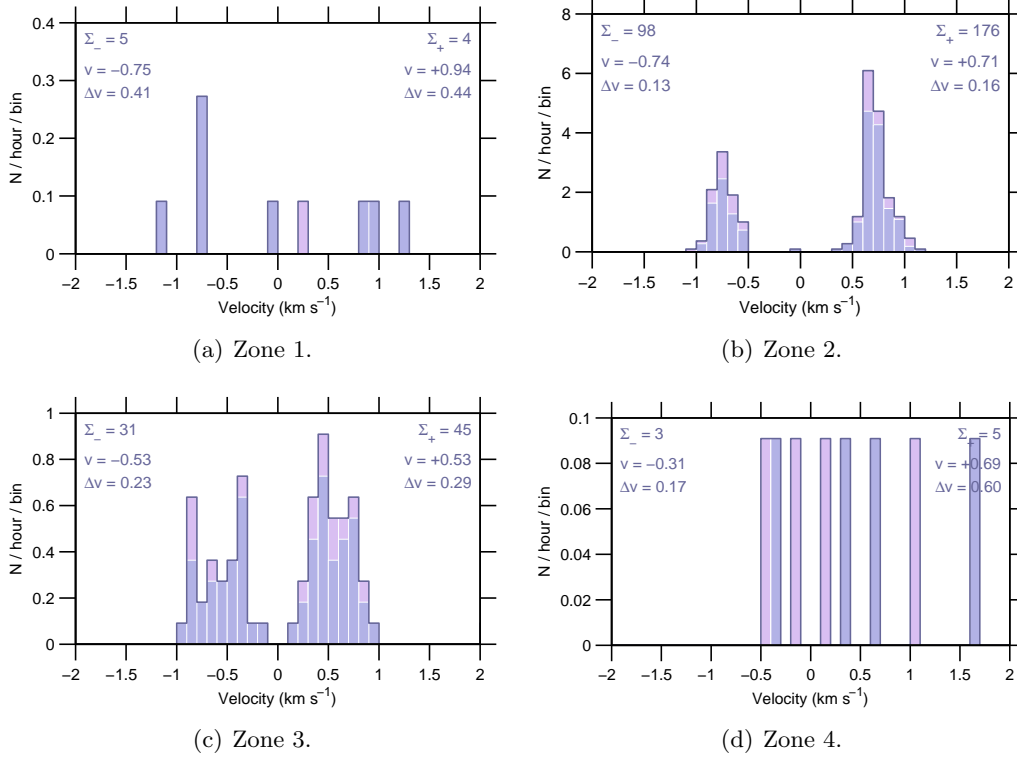 0.4
0.3
0.2
0.1
0
N / hour / bin
Σ− = 5
v = −0.75
Δv = 0.41
Σ+ = 4
v = +0.94
Δv = 0.44
−2 −1.5 −1 −0.5 0 0.5 1 1.5 2
Velocity (km s−1)
(a) Zone 1.
8
6
4
2
0
N / hour / bin
Σ− = 98
v = −0.74
Δv = 0.13
Σ+ = 176
v = +0.71
Δv = 0.16
−2 −1.5 −1 −0.5 0 0.5 1 1.5 2
Velocity (km s−1)
(b) Zone 2.
1
0.8
0.6
0.4
0.2
0
N / hour / bin
Σ− = 31
v = −0.53
Δv = 0.23
Σ+ = 45
v = +0.53
Δv = 0.29
−2 −1.5 −1 −0.5 0 0.5 1 1.5 2
Velocity (km s−1)
(c) Zone 3.
0.1
0.08
0.06
0.04
0.02
0
N / hour / bin
Σ− = 3
v = −0.31
Δv = 0.17
Σ+ = 5
v = +0.69
Δv = 0.60
−2 −1.5 −1 −0.5 0 0.5 1 1.5 2
Velocity (km s−1)
(d) Zone 4.